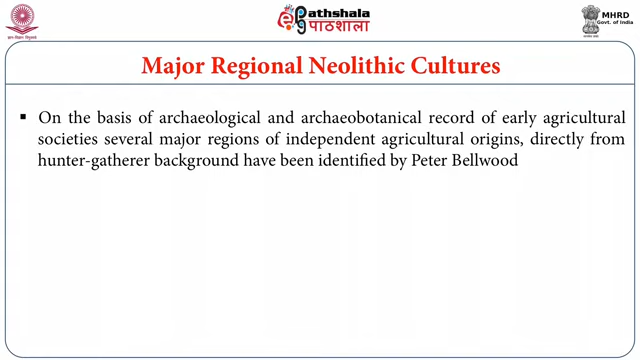 ePathshala
पाठशाला
MHRD
Govt. of India
Major Regional Neolithic Cultures
▪ On the basis of archaeological and archaeobotanical record of early agricultural
societies several major regions of independent agricultural origins, directly from
hunter-gatherer background have been identified by Peter Bellwood